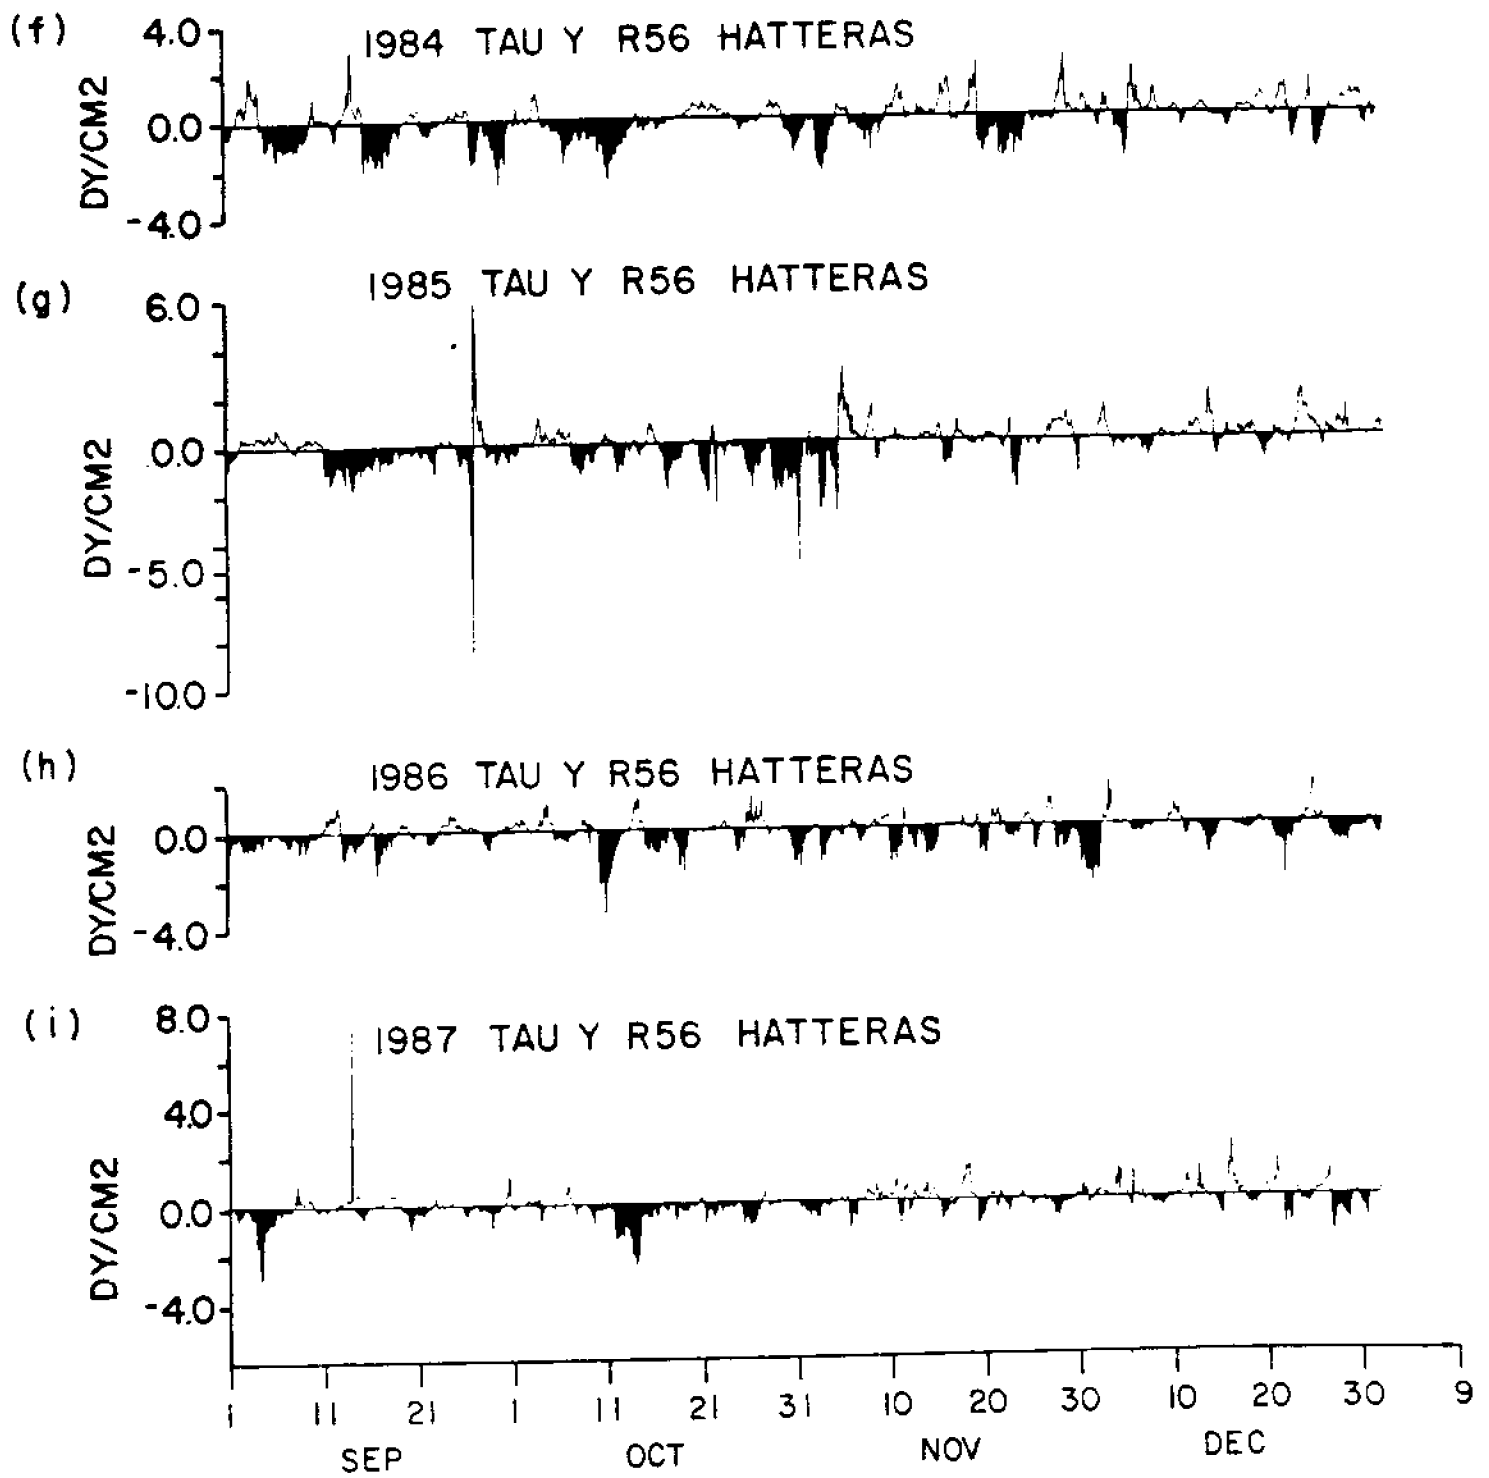 (f) 1984 TAU Y R56 HATTERAS
4.0
0.0
-4.0
DY/CM2
(g) 1985 TAU Y R56 HATTERAS
6.0
0.0
-5.0
-10.0
DY/CM2
(h) 1986 TAU Y R56 HATTERAS
0.0
-4.0
DY/CM2
(i) 1987 TAU Y R56 HATTERAS
8.0
4.0
0.0
-4.0
DY/CM2
1 11 21 1 11 21 31 10 20 30 10 20 30 9
SEP OCT NOV DEC